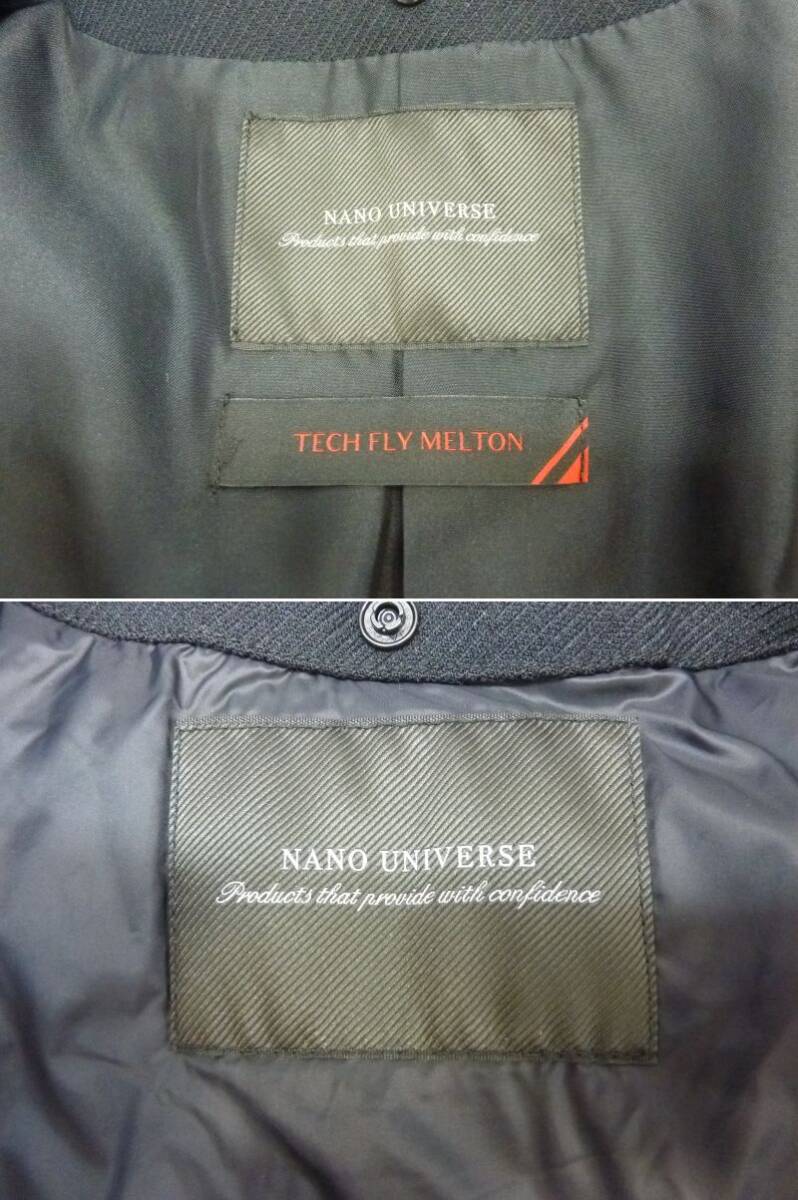 NANO UNIVERSE
Products that provide with confidence
TECH FLY MELTON
NANO UNIVERSE
Products that provide with confidence